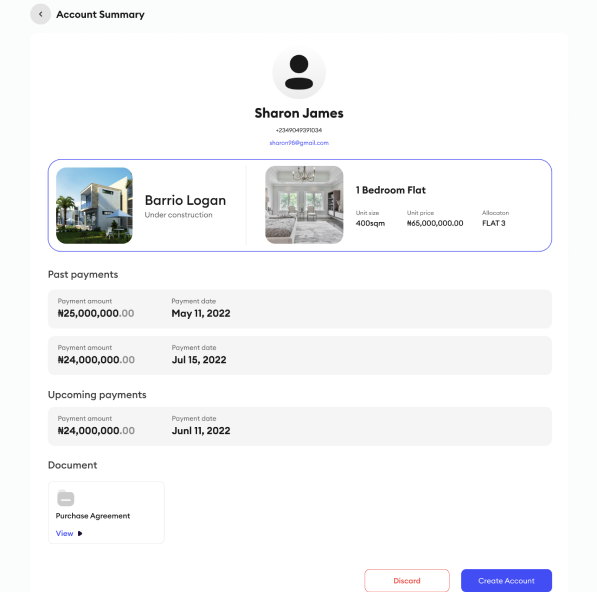 Account Summary
Sharon James
+2349049391034
sharon98@gmail.com
Barrio Logan
Under construction
1 Bedroom Flat
Unit size Unit price Allocaton
400sqm ₦65,000,000.00 FLAT 3
Past payments
Payment amount Payment date
₦25,000,000.00 May 11, 2022
Payment amount Payment date
₦24,000,000.00 Jul 15, 2022
Upcoming payments
Payment amount Payment date
₦24,000,000.00 Junl 11, 2022
Document
Purchase Agreement
View
Discard Create Account